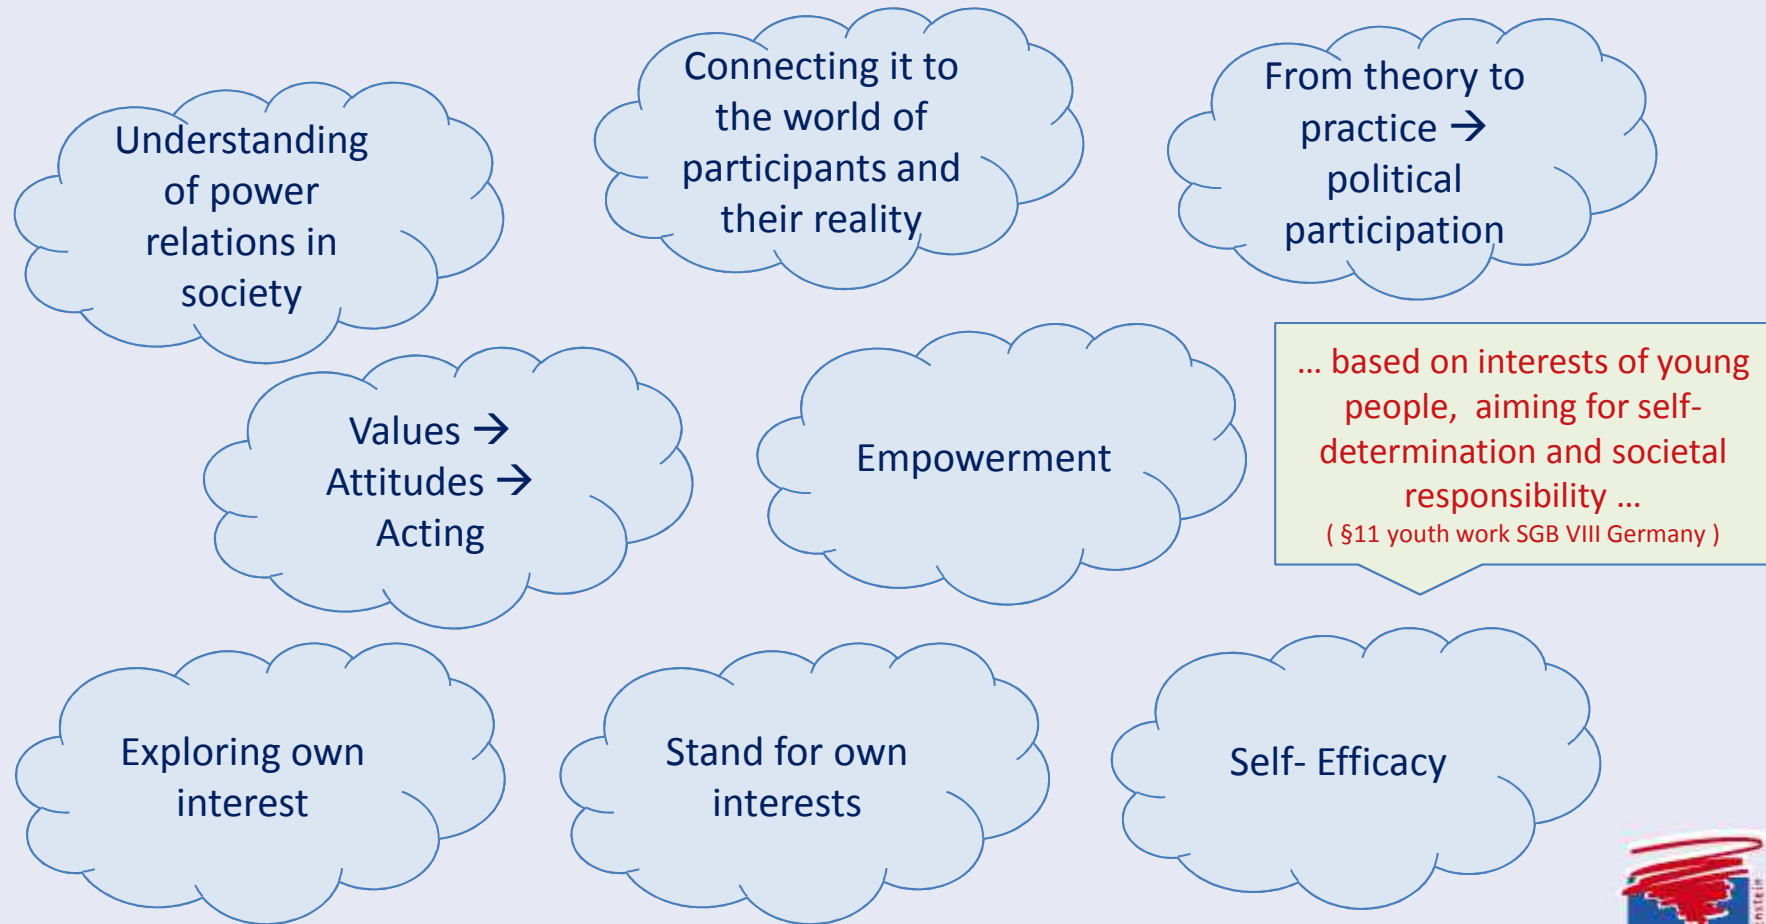 Understanding
of power
relations in
society
Connecting it to
the world of
participants and
their reality
From theory to
practice →
political
participation
Values →
Attitudes →
Acting
Empowerment
... based on interests of young
people, aiming for self-
determination and societal
responsibility ...
( §11 youth work SGB VIII Germany )
Exploring own
interest
Stand for own
interests
Self- Efficacy